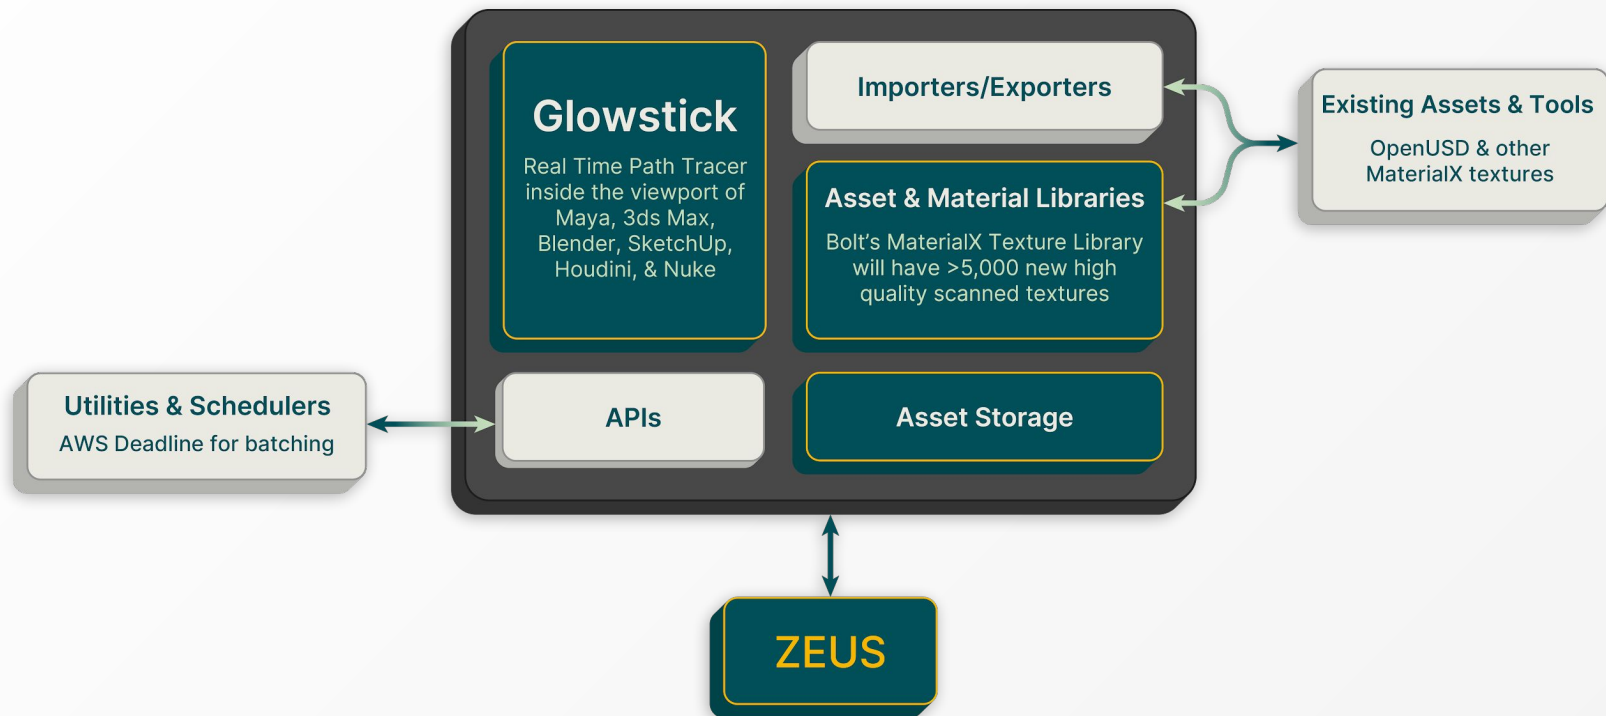 Glowstick
Real Time Path Tracer
inside the viewport of
Maya, 3ds Max,
Blender, SketchUp,
Houdini, & Nuke
Importers/Exporters
Asset & Material Libraries
Bolt’s MaterialX Texture Library
will have >5,000 new high
quality scanned textures
Existing Assets & Tools
OpenUSD & other
MaterialX textures
Utilities & Schedulers
AWS Deadline for batching
APIs
Asset Storage
ZEUS